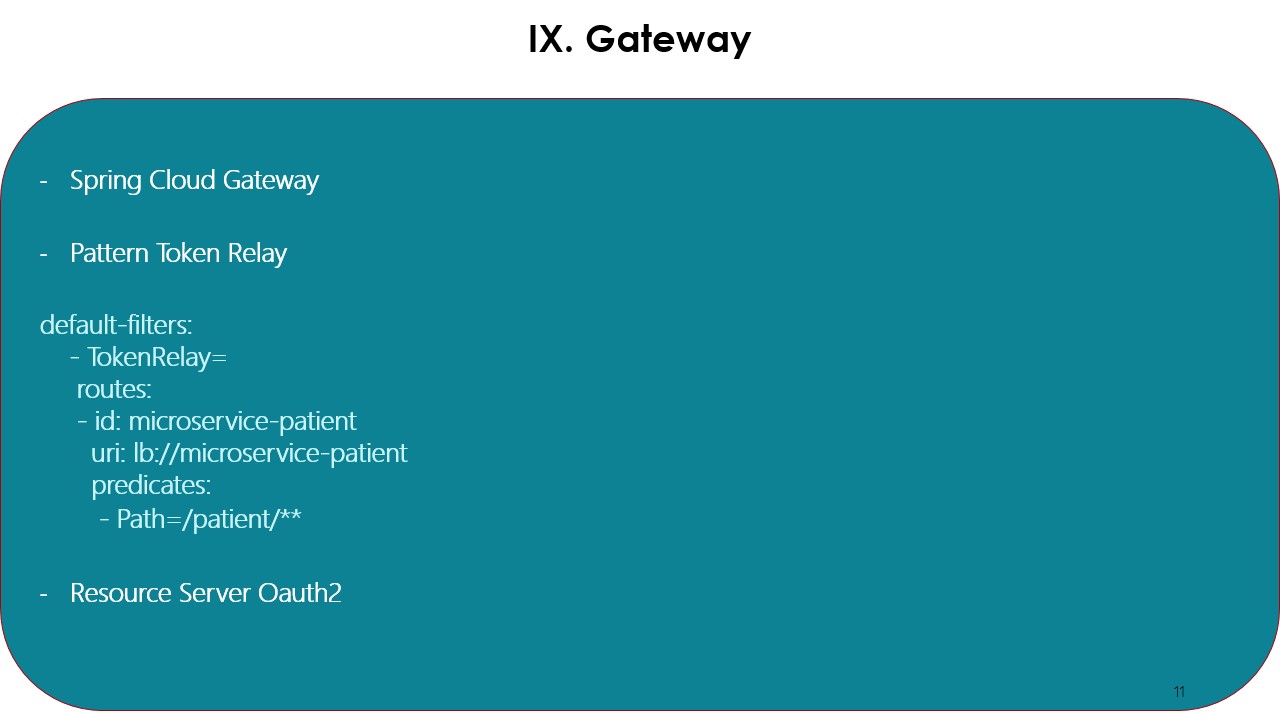 IX. Gateway
- Spring Cloud Gateway
- Pattern Token Relay
default-filters:
- TokenRelay=
routes:
- id: microservice-patient
uri: lb://microservice-patient
predicates:
- Path=/patient/**
- Resource Server Oauth2
11